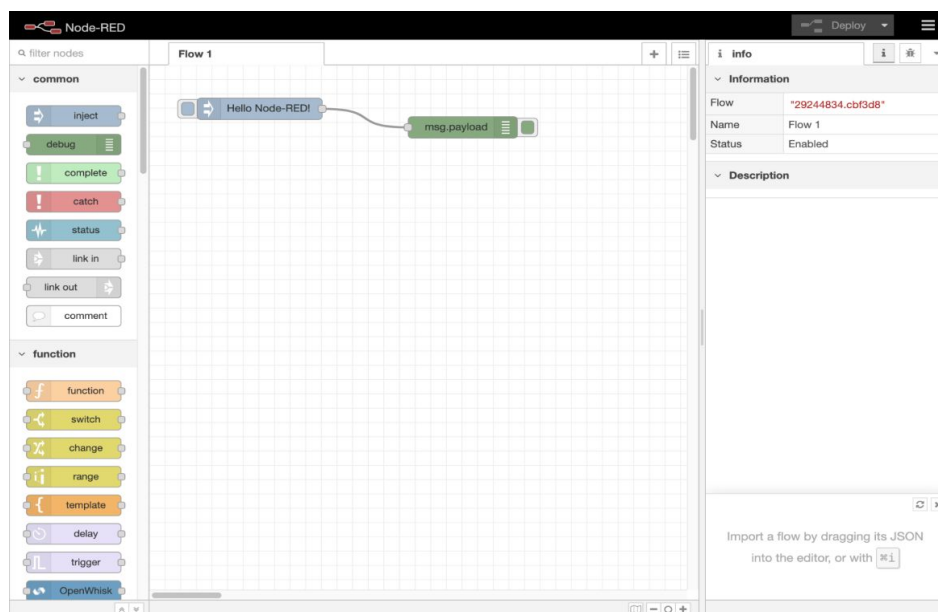 Node-RED
Deploy
filter nodes
Flow 1
i info
i
common
Information
inject
Hello Node-RED!
Flow "29244834.cbf3d8"
debug
msg.payload
Name Flow 1
complete
Status Enabled
catch
Description
status
link in
link out
comment
function
function
switch
change
range
template
delay
Import a flow by dragging its JSON
trigger
into the editor, or with ⌘i
OpenWhisk